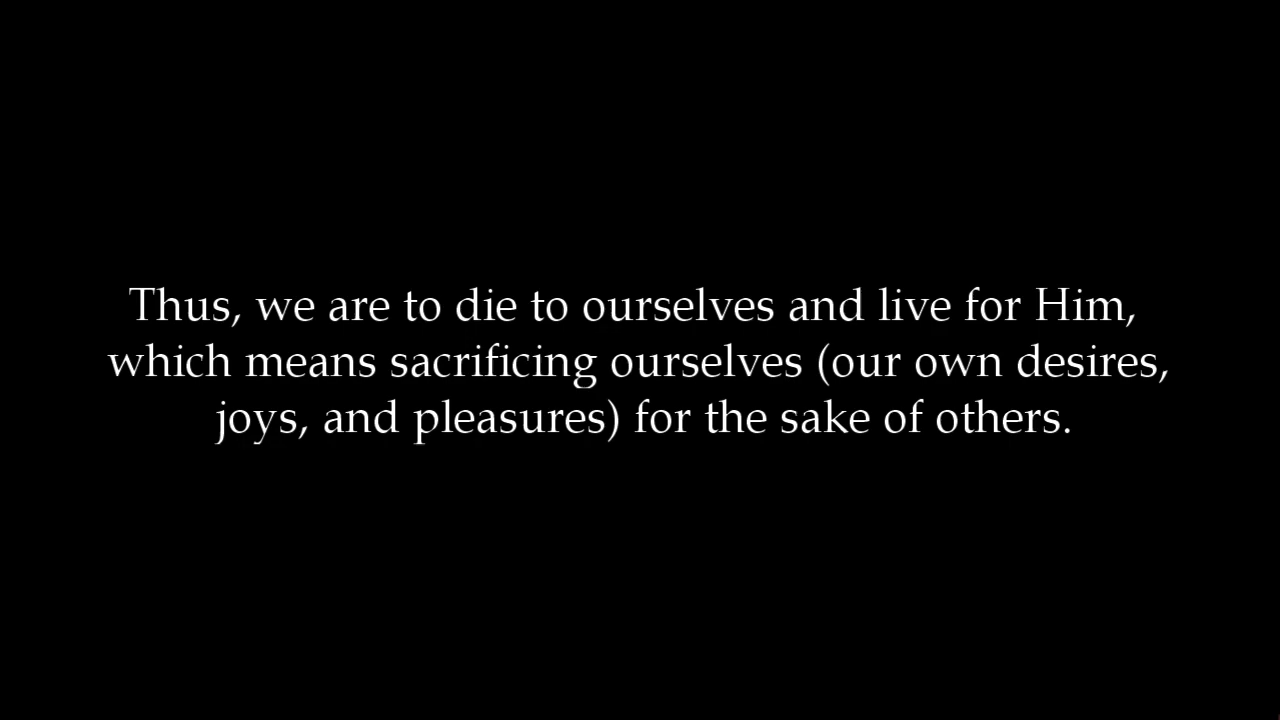 Thus, we are to die to ourselves and live for Him,
which means sacrificing ourselves (our own desires,
joys, and pleasures) for the sake of others.